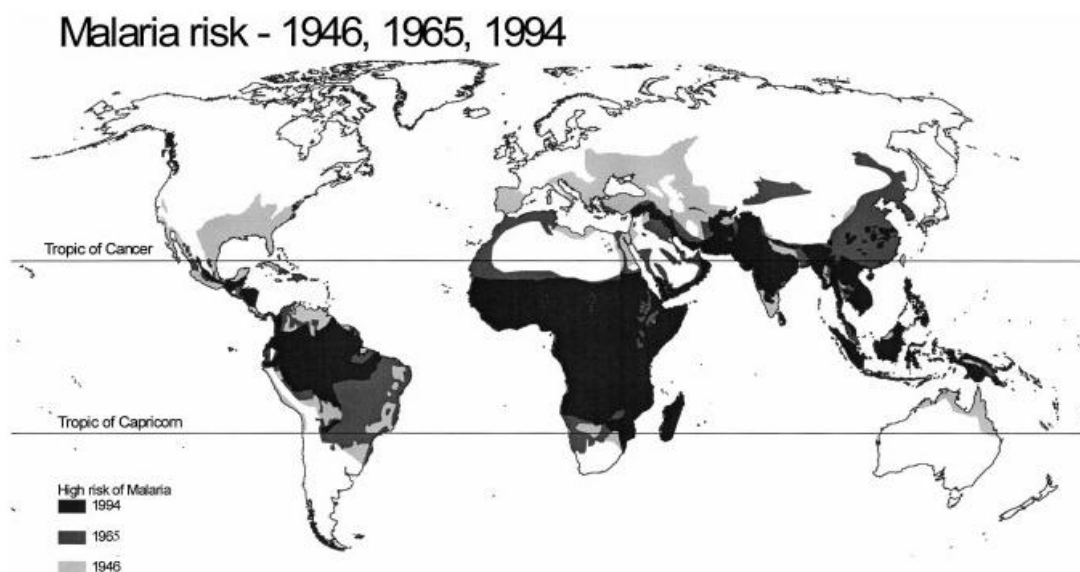 Malaria risk - 1946, 1965, 1994
Tropic of Cancer
Tropic of Capricorn
High risk of Malaria
1994
1965
1946